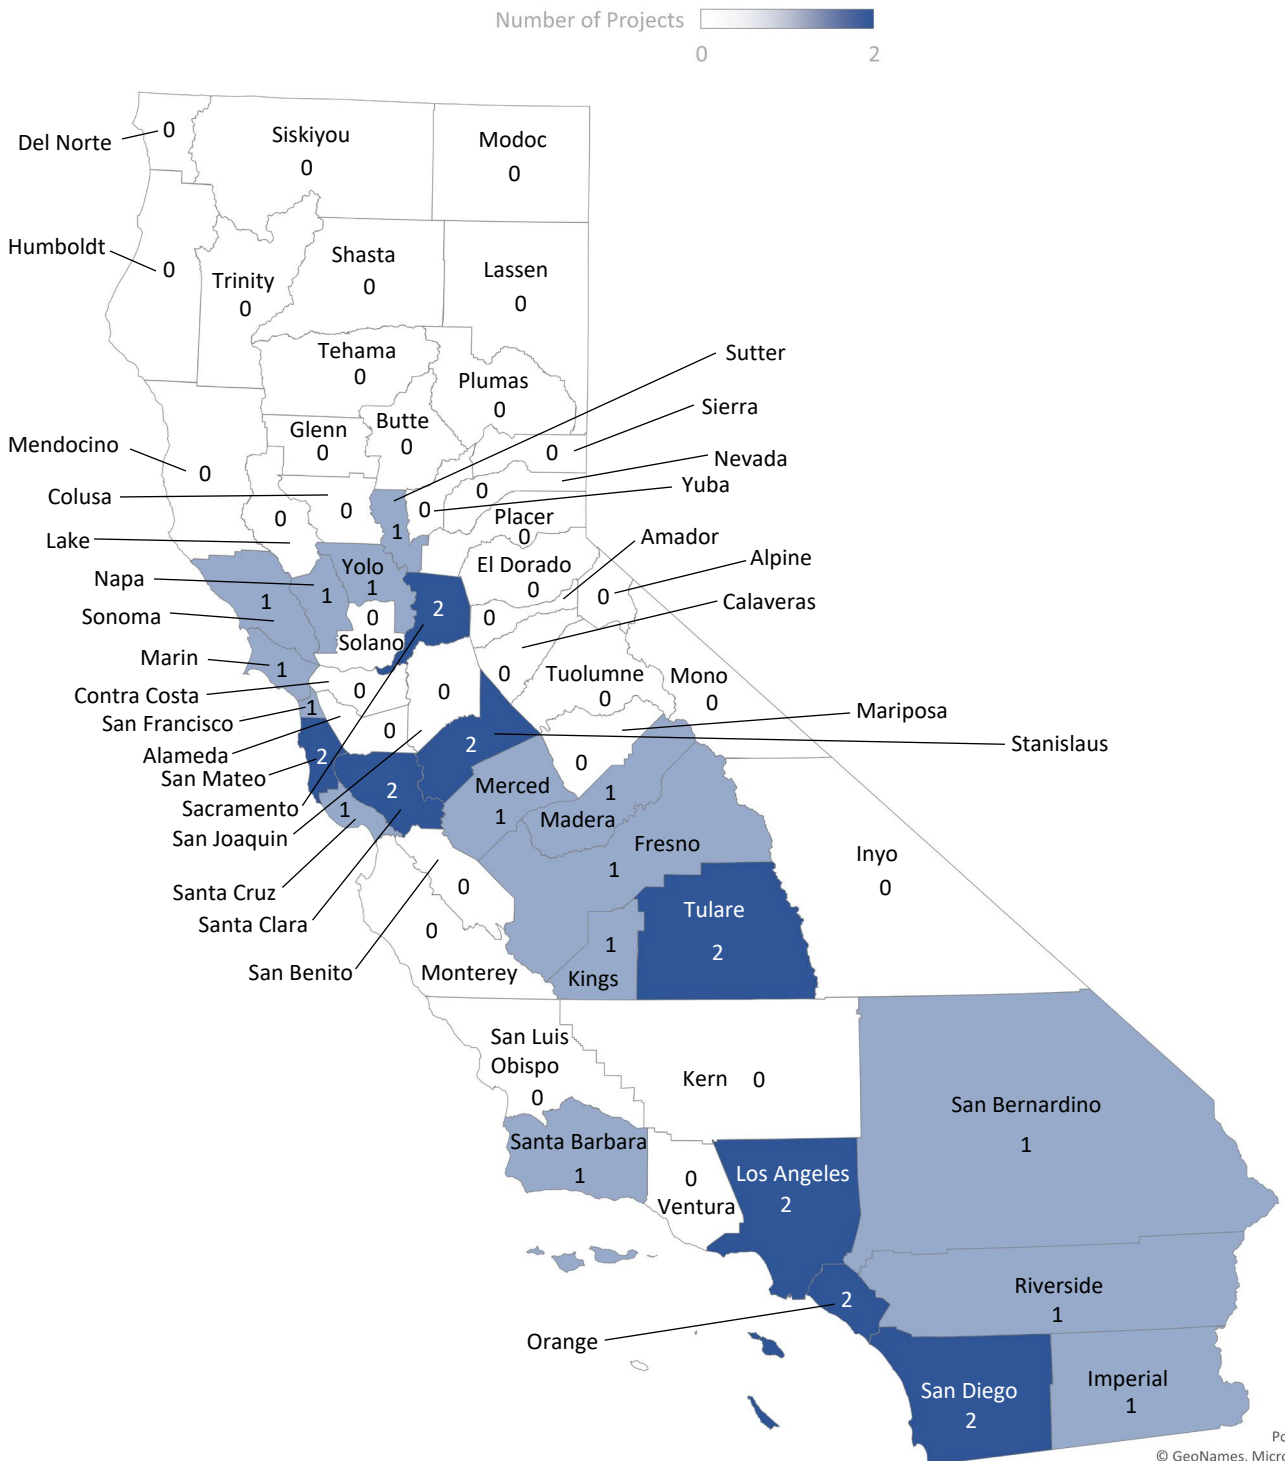 Number of Projects
0
2
Del Norte
0
Siskiyou
0
Modoc
0
Humboldt
0
Trinity
0
Shasta
0
Lassen
0
Tehama
0
Plumas
0
Sutter
Sierra
0
Glenn
0
Butte
0
Mendocino
0
Nevada
0
Colusa
0
Yuba
0
Lake
0
1
Placer
0
Amador
0
Napa
1
Yolo
1
El Dorado
0
Alpine
0
Sonoma
1
0
Solano
2
Calaveras
0
Marin
1
Contra Costa
0
Tuolumne
0
Mono
0
San Francisco
1
0
Mariposa
0
Alameda
0
Stanislaus
2
San Mateo
2
Sacramento
San Joaquin
2
Merced
1
1
Madera
Santa Cruz
1
Fresno
1
Inyo
0
Santa Clara
San Benito
0
0
Monterey
Tulare
2
1
Kings
San Luis
Obispo
0
Kern 0
San Bernardino
1
Santa Barbara
1
0
Ventura
Los Angeles
2
Riverside
1
Orange
2
San Diego
2
Imperial
1
Po
© GeoNames, Micro